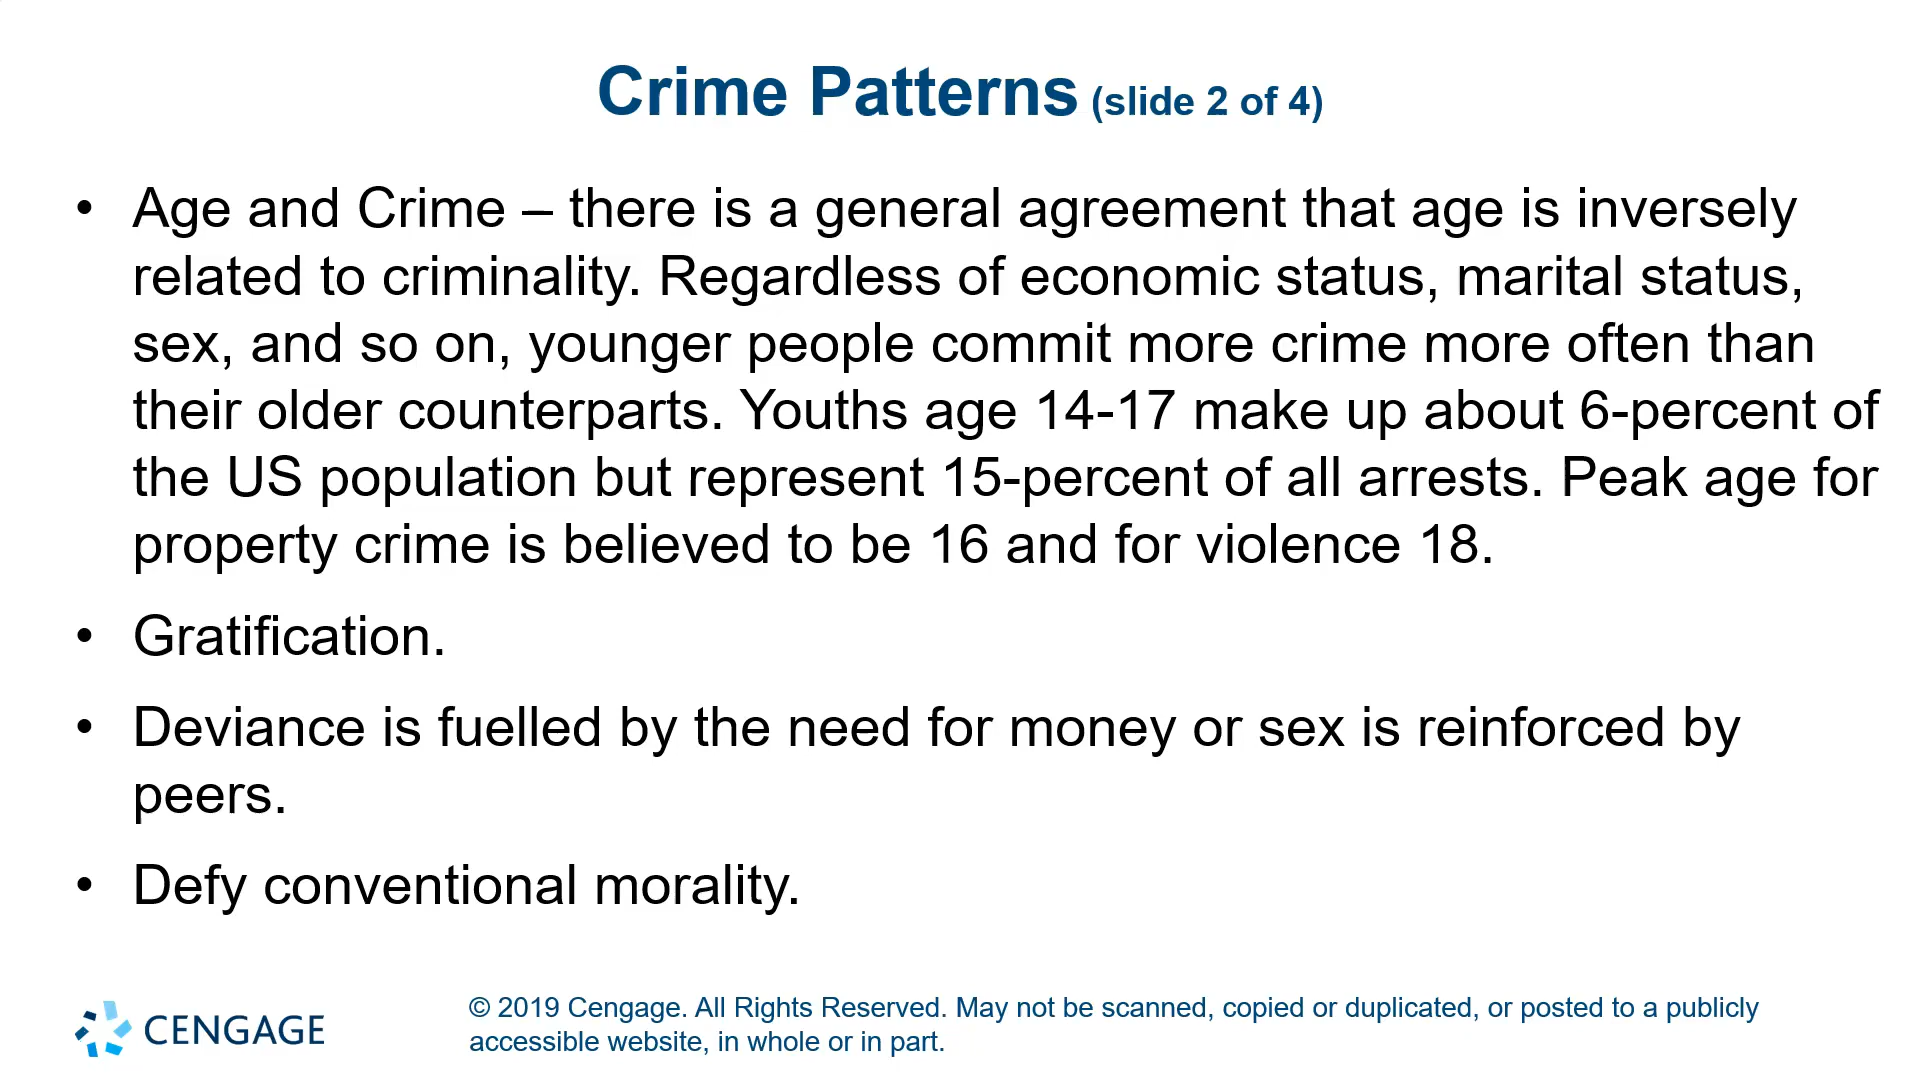 Crime Patterns (slide 2 of 4)
• Age and Crime – there is a general agreement that age is inversely
related to criminality. Regardless of economic status, marital status,
sex, and so on, younger people commit more crime more often than
their older counterparts. Youths age 14-17 make up about 6-percent of
the US population but represent 15-percent of all arrests. Peak age for
property crime is believed to be 16 and for violence 18.
• Gratification.
• Deviance is fuelled by the need for money or sex is reinforced by
peers.
• Defy conventional morality.
CENGAGE
© 2019 Cengage. All Rights Reserved. May not be scanned, copied or duplicated, or posted to a publicly
accessible website, in whole or in part.